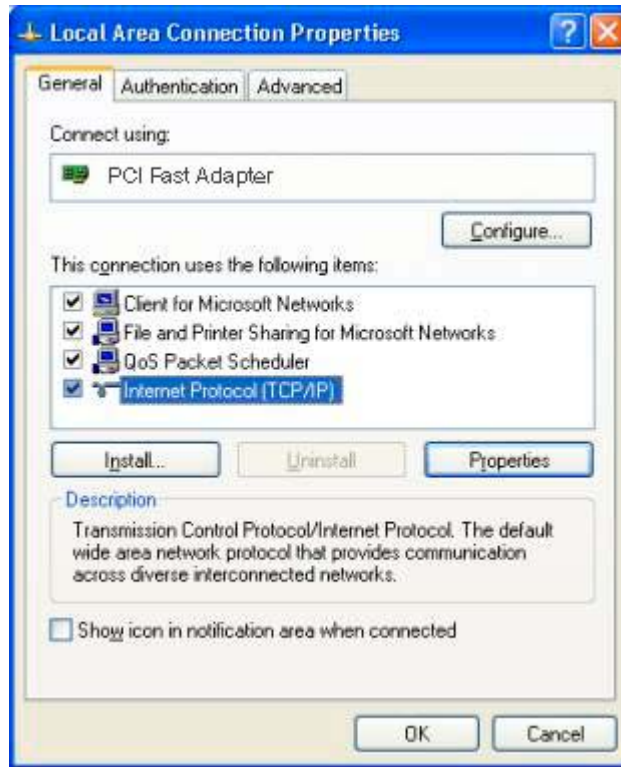 Local Area Connection Properties
General Authentication Advanced
Connect using:
PCI Fast Adapter
Configure...
This connection uses the following items:
Client for Microsoft Networks
File and Printer Sharing for Microsoft Networks
QoS Packet Scheduler
Internet Protocol (TCP/IP)
Install... Uninstall Properties
Description
Transmission Control Protocol/Internet Protocol. The default
wide area network protocol that provides communication
across diverse interconnected networks.
Show icon in notification area when connected
OK Cancel